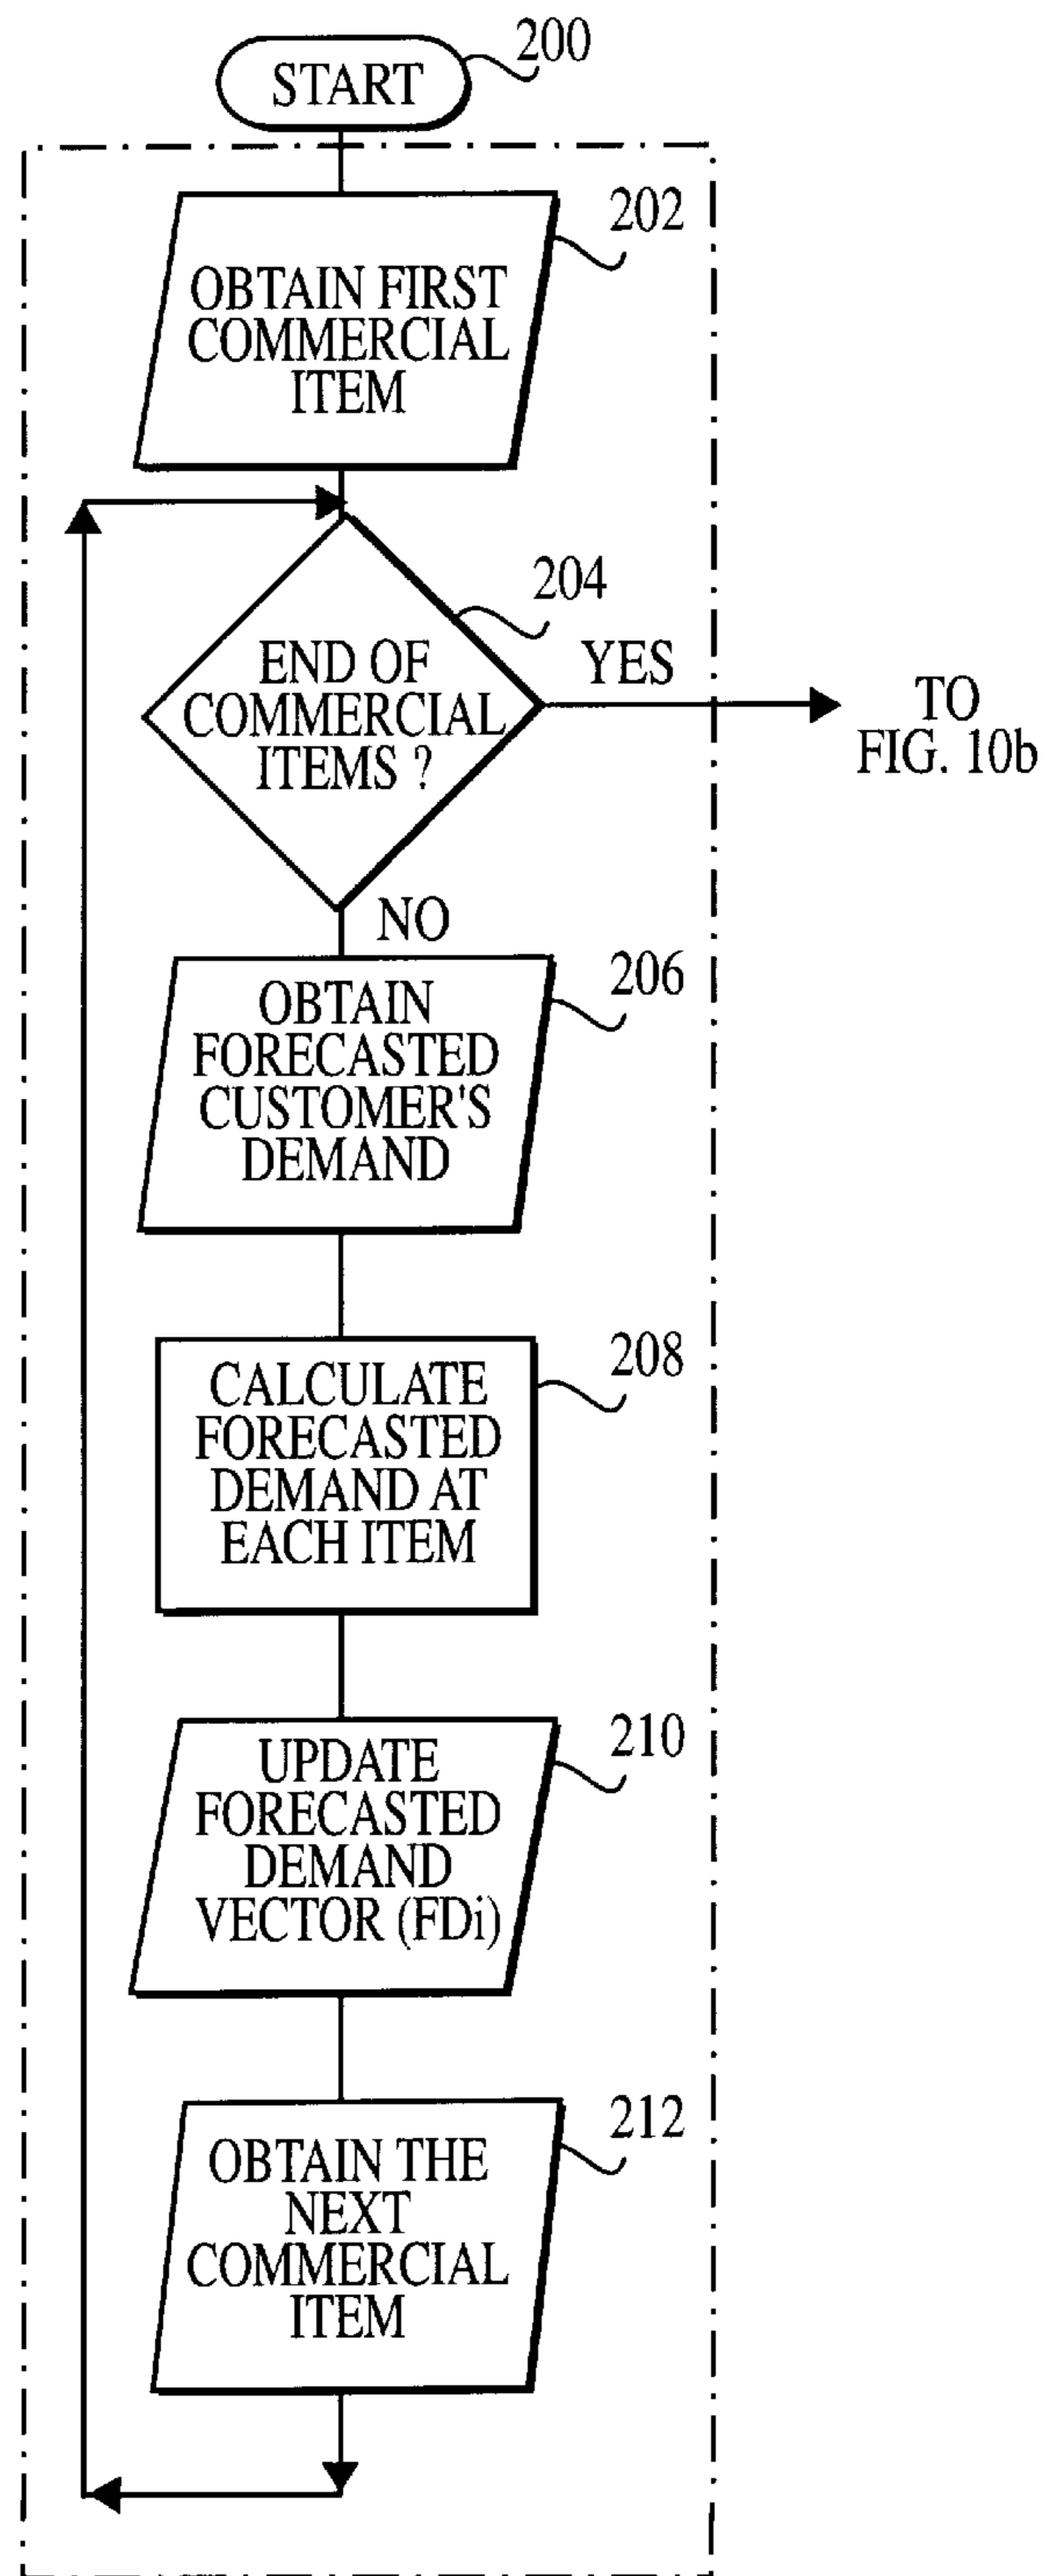 200
START
202
OBTAIN FIRST
COMMERCIAL
ITEM
204
END OF
COMMERCIAL
ITEMS ?
YES
TO
FIG. 10b
NO
206
OBTAIN
FORECASTED
CUSTOMER'S
DEMAND
208
CALCULATE
FORECASTED
DEMAND AT
EACH ITEM
210
UPDATE
FORECASTED
DEMAND
VECTOR (FDi)
212
OBTAIN THE
NEXT
COMMERCIAL
ITEM